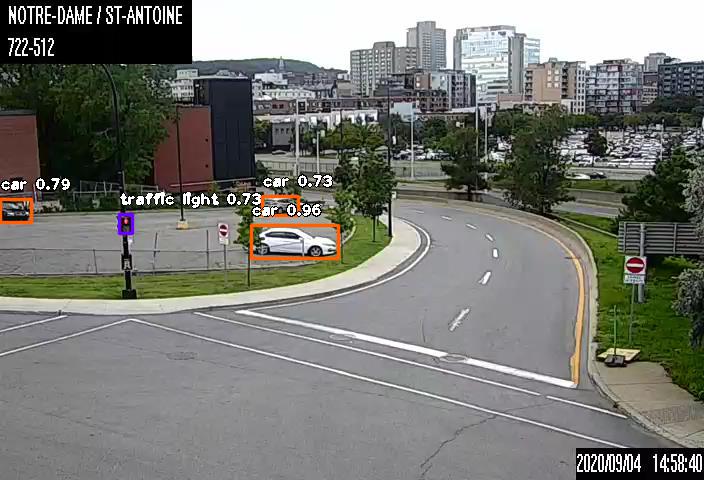 NOTRE-DAME / ST-ANTOINE
722-512
car 0.79
traffic light 0.73
car 0.73
car 0.96
2020/09/04 14:58:40